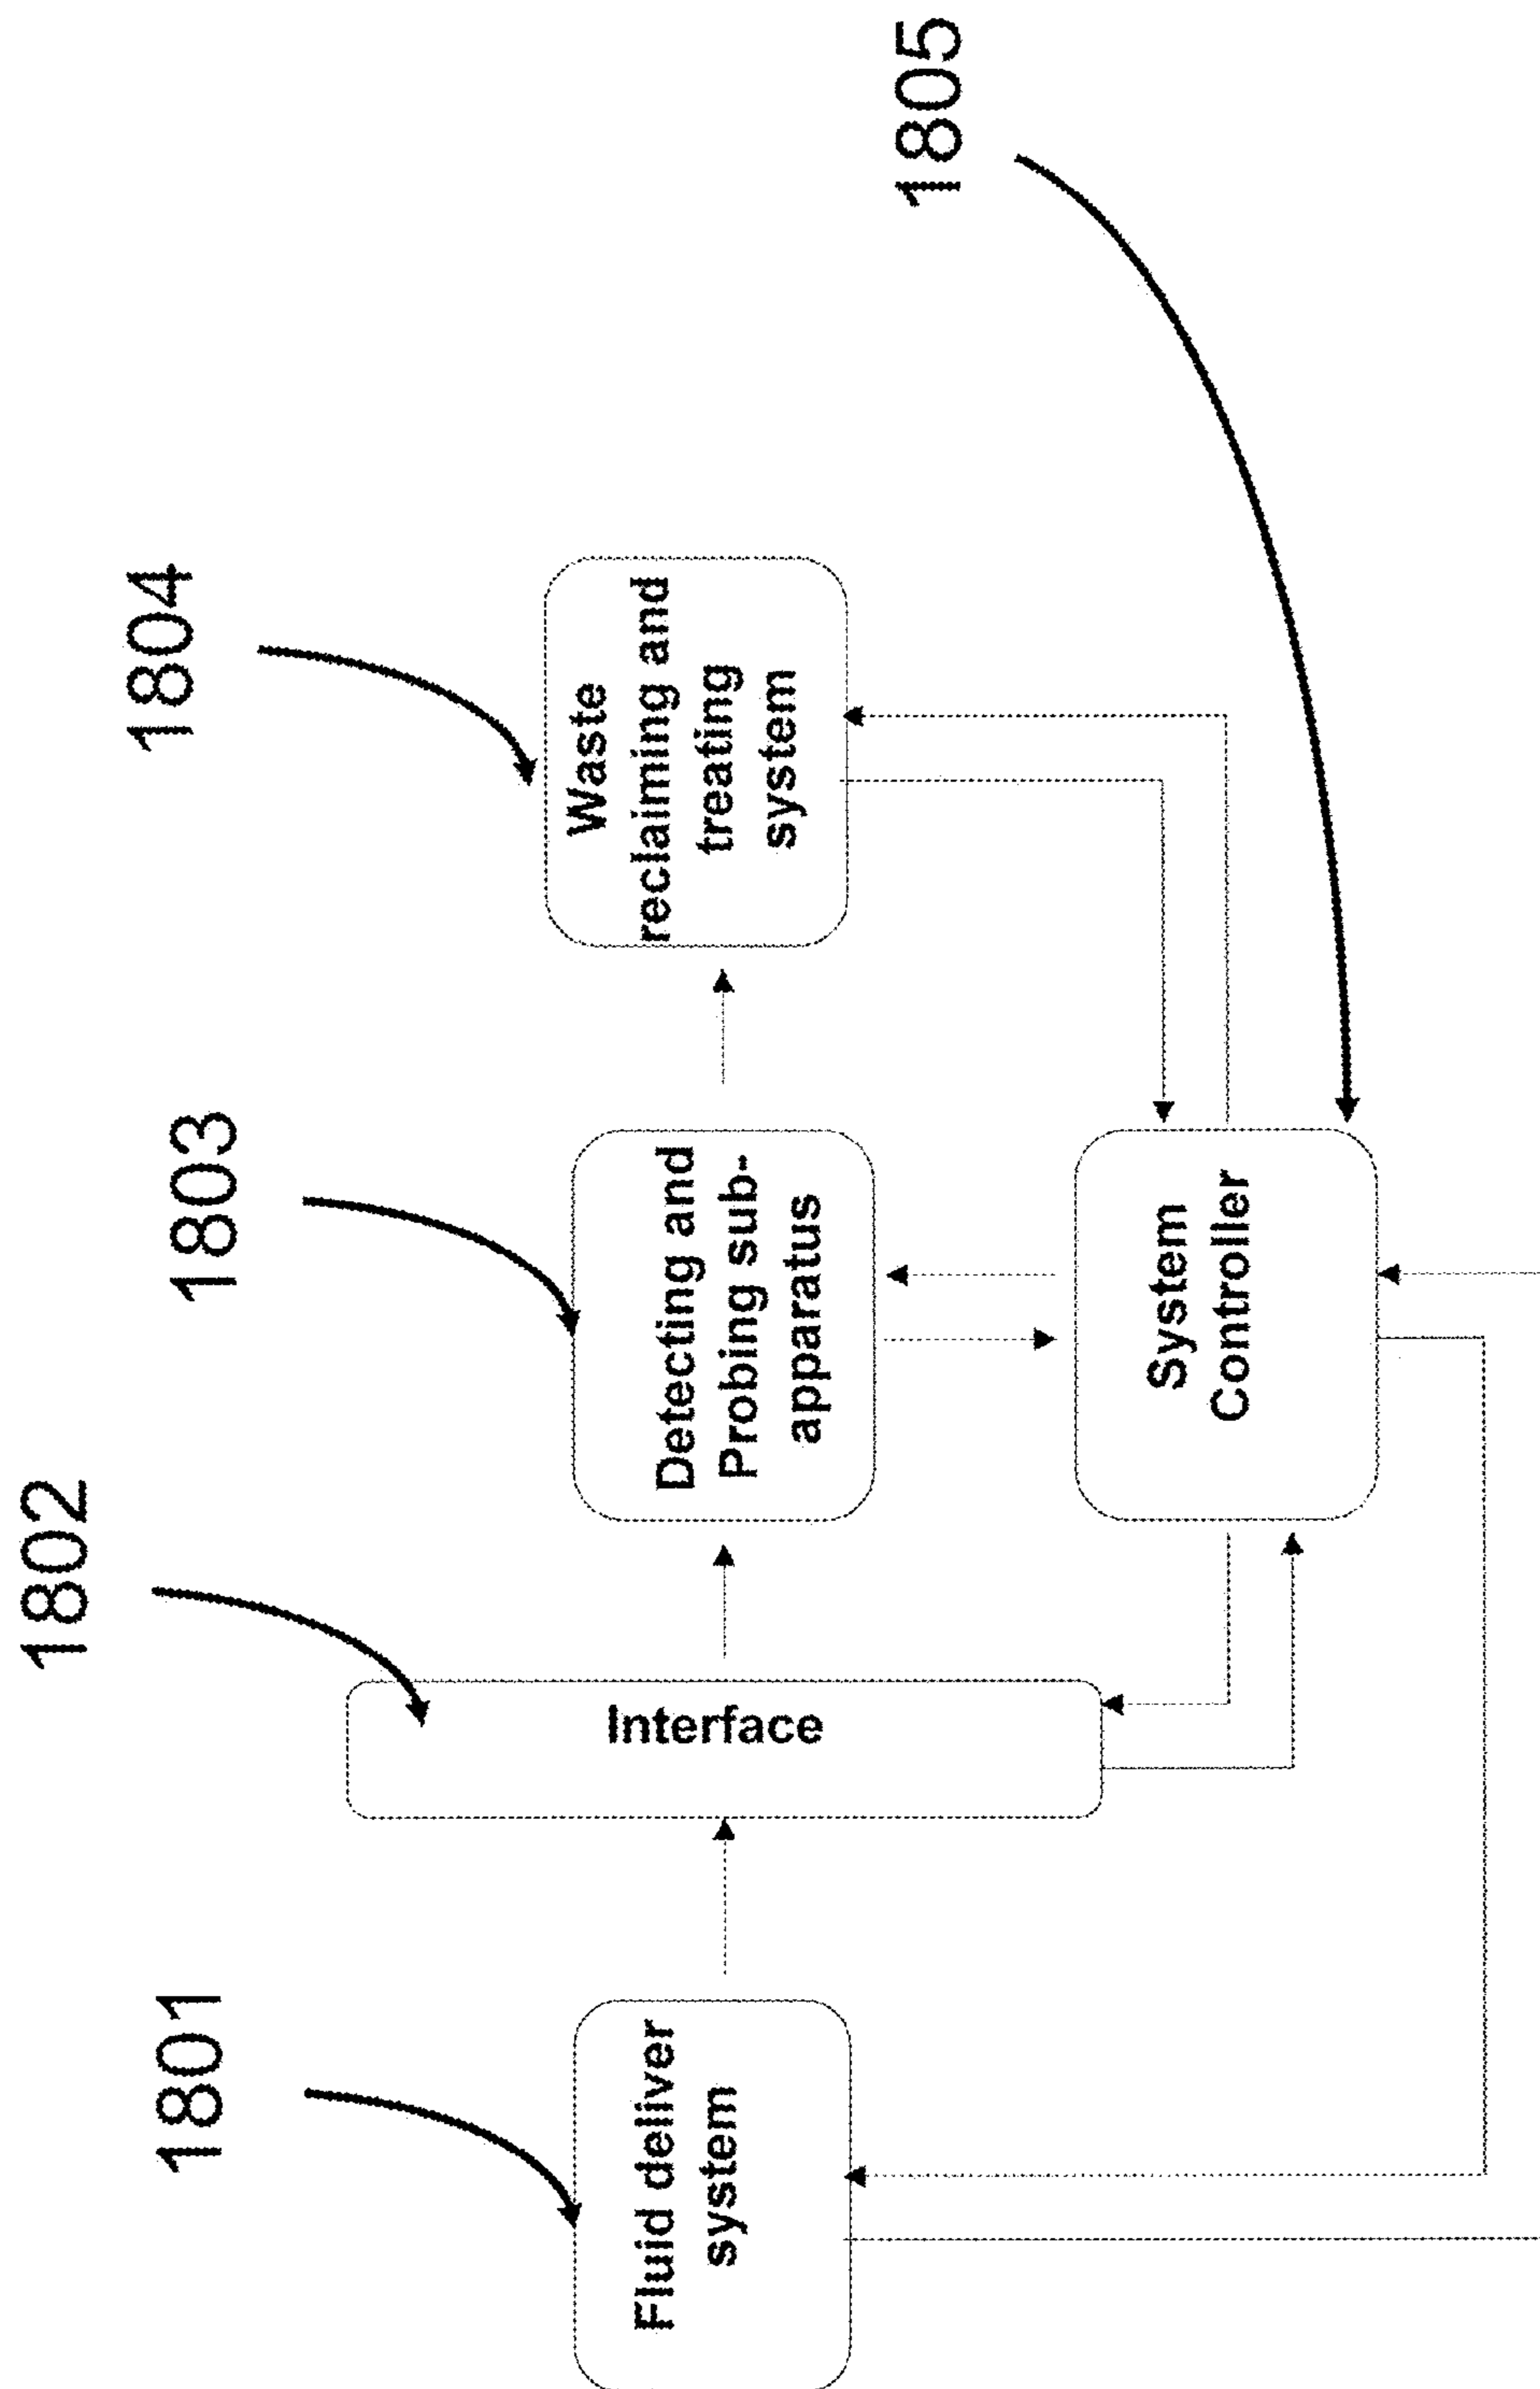 1801
1802
1803
1804
1805
Fluid deliver
system
Interface
Detecting and
Probing sub-
apparatus
Waste
reclaiming and
treating
system
System
Controller